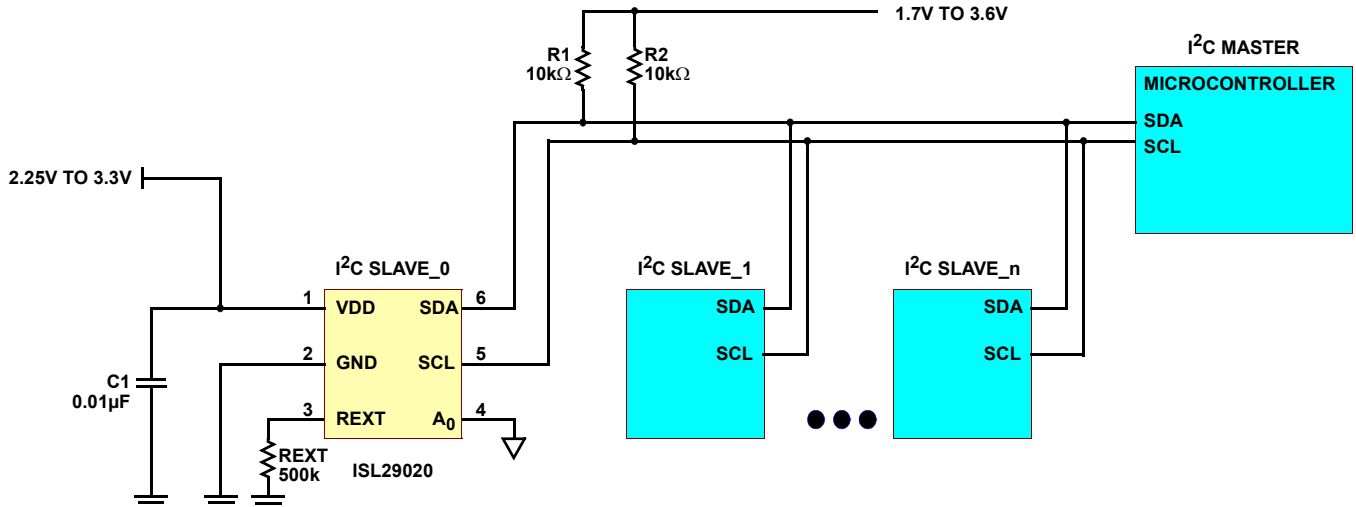 1.7V TO 3.6V
R1
10kΩ
R2
10kΩ
I²C MASTER
MICROCONTROLLER
SDA
SCL
2.25V TO 3.3V
I²C SLAVE_0
1
VDD
SDA
6
2
GND
SCL
5
3
REXT
A₀
4
C1
0.01µF
REXT
500k
ISL29020
I²C SLAVE_1
SDA
SCL
I²C SLAVE_n
SDA
SCL